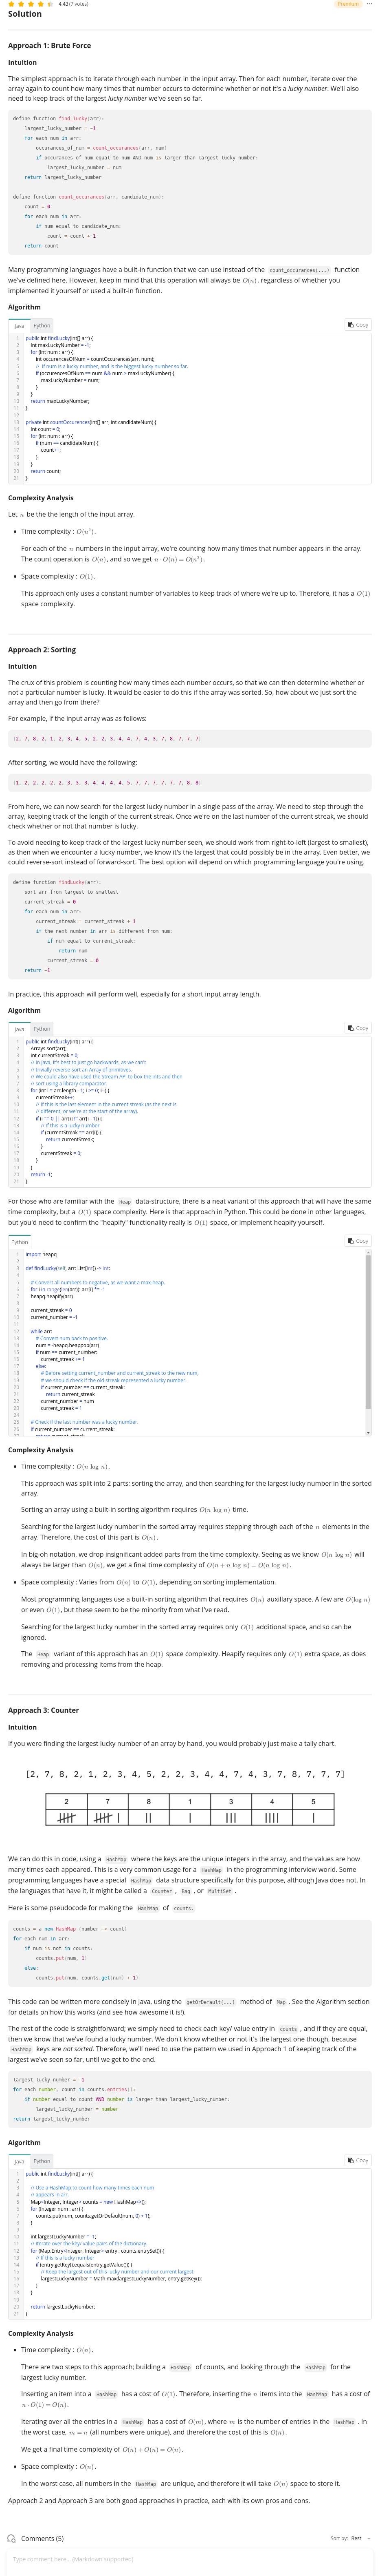 4.43 (7 votes)
Premium
Solution
Approach 1: Brute Force
Intuition
The simplest approach is to iterate through each number in the input array. Then for each number, iterate over the
array again to count how many times that number occurs to determine whether or not it's a lucky number. We'll also
need to keep track of the largest lucky number we've seen so far.
define function find_lucky(arr):
largest_lucky_number = -1
for each num in arr:
occurances_of_num = count_occurances(arr, num)
if occurances_of_num equal to num AND num is larger than largest_lucky_number:
largest_lucky_number = num
return largest_lucky_number
define function count_occurances(arr, candidate_num):
count = 0
for each num in arr:
if num equal to candidate_num:
count = count + 1
return count
Many programming languages have a built-in function that we can use instead of the count_occurances(...) function
we've defined here. However, keep in mind that this operation will always be O(n), regardless of whether you
implemented it yourself or used a built-in function.
Algorithm
Java Python Copy
1 public int findLucky(int[] arr) {
2 int maxLuckyNumber = -1;
3 for (int num : arr) {
4 int occurencesOfNum = countOccurences(arr, num);
5 // If num is a lucky number, and is the biggest lucky number so far.
6 if (occurencesOfNum == num && num > maxLuckyNumber) {
7 maxLuckyNumber = num;
8 }
9 }
10 return maxLuckyNumber;
11 }
12
13 private int countOccurences(int[] arr, int candidateNum) {
14 int count = 0;
15 for (int num : arr) {
16 if (num == candidateNum) {
17 count++;
18 }
19 }
20 return count;
21 }
Complexity Analysis
Let n be the the length of the input array.
• Time complexity : O(n²).
For each of the n numbers in the input array, we're counting how many times that number appears in the array.
The count operation is O(n), and so we get n · O(n) = O(n²).
• Space complexity : O(1).
This approach only uses a constant number of variables to keep track of where we're up to. Therefore, it has a O(1)
space complexity.
Approach 2: Sorting
Intuition
The crux of this problem is counting how many times each number occurs, so that we can then determine whether or
not a particular number is lucky. It would be easier to do this if the array was sorted. So, how about we just sort the
array and then go from there?
For example, if the input array was as follows:
[2, 7, 8, 2, 1, 2, 3, 4, 5, 2, 2, 3, 4, 4, 7, 4, 3, 7, 8, 7, 7, 7]
After sorting, we would have the following:
[1, 2, 2, 2, 2, 2, 3, 3, 3, 4, 4, 4, 4, 5, 7, 7, 7, 7, 7, 7, 8, 8]
From here, we can now search for the largest lucky number in a single pass of the array. We need to step through the
array, keeping track of the length of the current streak. Once we're on the last number of the current streak, we should
check whether or not that number is lucky.
To avoid needing to keep track of the largest lucky number seen, we should work from right-to-left (largest to smallest),
as then when we encounter a lucky number, we know it's the largest that could possibly be in the array. Even better, we
could reverse-sort instead of forward-sort. The best option will depend on which programming language you're using.
define function findLucky(arr):
sort arr from largest to smallest
current_streak = 0
for each num in arr:
current_streak = current_streak + 1
if the next number in arr is different from num:
if num equal to current_streak:
return num
current_streak = 0
return -1
In practice, this approach will perform well, especially for a short input array length.
Algorithm
Java Python Copy
1 public int findLucky(int[] arr) {
2 Arrays.sort(arr);
3 int currentStreak = 0;
4 // In Java, it's best to just go backwards, as we can't
5 // trivially reverse-sort an Array of primitives.
6 // We could also have used the Stream API to box the ints and then
7 // sort using a library comparator.
8 for (int i = arr.length - 1; i >= 0; i--) {
9 currentStreak++;
10 // If this is the last element in the current streak (as the next is
11 // different, or we're at the start of the array).
12 if (i == 0 || arr[i] != arr[i - 1]) {
13 // If this is a lucky number
14 if (currentStreak == arr[i]) {
15 return currentStreak;
16 }
17 currentStreak = 0;
18 }
19 }
20 return -1;
21 }
For those who are familiar with the Heap data-structure, there is a neat variant of this approach that will have the same
time complexity, but a O(1) space complexity. Here is that approach in Python. This could be done in other languages,
but you'd need to confirm the "heapify" functionality really is O(1) space, or implement heapify yourself.
Python Copy
1 import heapq
2
3 def findLucky(self, arr: List[int]) -> int:
4
5 # Convert all numbers to negative, as we want a max-heap.
6 for i in range(len(arr)): arr[i] *= -1
7 heapq.heapify(arr)
8
9 current_streak = 0
10 current_number = -1
11
12 while arr:
13 # Convert num back to positive.
14 num = -heapq.heappop(arr)
15 if num == current_number:
16 current_streak += 1
17 else:
18 # Before setting current_number and current_streak to the new num,
19 # we should check if the old streak represented a lucky number.
20 if current_number == current_streak:
21 return current_streak
22 current_number = num
23 current_streak = 1
24
25 # Check if the last number was a lucky number.
26 if current_number == current_streak:
Complexity Analysis
• Time complexity : O(n log n).
This approach was split into 2 parts; sorting the array, and then searching for the largest lucky number in the sorted
array.
Sorting an array using a built-in sorting algorithm requires O(n log n) time.
Searching for the largest lucky number in the sorted array requires stepping through each of the n elements in the
array. Therefore, the cost of this part is O(n).
In big-oh notation, we drop insignificant added parts from the time complexity. Seeing as we know O(n log n) will
always be larger than O(n), we get a final time complexity of O(n + n log n) = O(n log n).
• Space complexity : Varies from O(n) to O(1), depending on sorting implementation.
Most programming languages use a built-in sorting algorithm that requires O(n) auxillary space. A few are O(log n)
or even O(1), but these seem to be the minority from what I've read.
Searching for the largest lucky number in the sorted array requires only O(1) additional space, and so can be
ignored.
The Heap variant of this approach has an O(1) space complexity. Heapify requires only O(1) extra space, as does
removing and processing items from the heap.
Approach 3: Counter
Intuition
If you were finding the largest lucky number of an array by hand, you would probably just make a tally chart.
[2, 7, 8, 2, 1, 2, 3, 4, 5, 2, 2, 3, 4, 4, 7, 4, 3, 7, 8, 7, 7, 7]
2 7 8 1 3 4 5
We can do this in code, using a HashMap where the keys are the unique integers in the array, and the values are how
many times each appeared. This is a very common usage for a HashMap in the programming interview world. Some
programming languages have a special HashMap data structure specifically for this purpose, although Java does not. In
the languages that have it, it might be called a Counter, Bag, or MultiSet.
Here is some pseudocode for making the HashMap of counts.
counts = a new HashMap (number -> count)
for each num in arr:
if num is not in counts:
counts.put(num, 1)
else:
counts.put(num, counts.get(num) + 1)
This code can be written more concisely in Java, using the getOrDefault(...) method of Map. See the Algorithm section
for details on how this works (and see how awesome it is!).
The rest of the code is straightforward; we simply need to check each key/ value entry in counts, and if they are equal,
then we know that we've found a lucky number. We don't know whether or not it's the largest one though, because
HashMap keys are not sorted. Therefore, we'll need to use the pattern we used in Approach 1 of keeping track of the
largest we've seen so far, until we get to the end.
largest_lucky_number = -1
for each number, count in counts.entries():
if number equal to count AND number is larger than largest_lucky_number:
largest_lucky_number = number
return largest_lucky_number
Algorithm
Java Python Copy
1 public int findLucky(int[] arr) {
2
3 // Use a HashMap to count how many times each num
4 // appears in arr.
5 Map<Integer, Integer> counts = new HashMap<>();
6 for (Integer num : arr) {
7 counts.put(num, counts.getOrDefault(num, 0) + 1);
8 }
9
10 int largestLuckyNumber = -1;
11 // Iterate over the key/ value pairs of the dictionary.
12 for (Map.Entry<Integer, Integer> entry : counts.entrySet()) {
13 // If this is a lucky number
14 if (entry.getKey().equals(entry.getValue())) {
15 // Keep the largest out of this lucky number and our current largest.
16 largestLuckyNumber = Math.max(largestLuckyNumber, entry.getKey());
17 }
18 }
19
20 return largestLuckyNumber;
21 }
Complexity Analysis
• Time complexity : O(n).
There are two steps to this approach; building a HashMap of counts, and looking through the HashMap for the
largest lucky number.
Inserting an item into a HashMap has a cost of O(1). Therefore, inserting the n items into the HashMap has a cost of
n · O(1) = O(n).
Iterating over all the entries in a HashMap has a cost of O(m), where m is the number of entries in the HashMap. In
the worst case, m = n (all numbers were unique), and therefore the cost of this is O(n).
We get a final time complexity of O(n) + O(n) = O(n).
• Space complexity : O(n).
In the worst case, all numbers in the HashMap are unique, and therefore it will take O(n) space to store it.
Approach 2 and Approach 3 are both good approaches in practice, each with its own pros and cons.
Comments (5)
Sort by: Best
Type comment here... (Markdown supported)